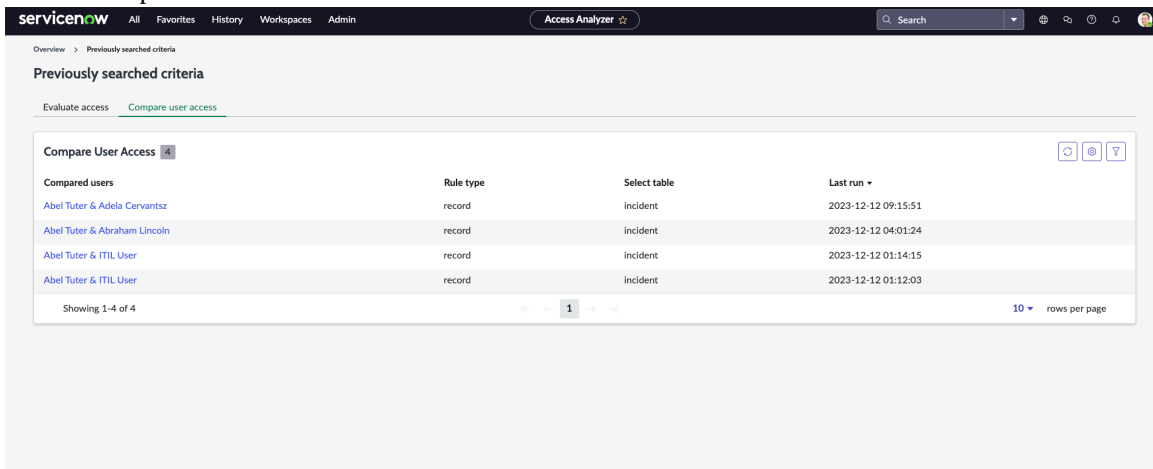 servicenow All Favorites History Workspaces Admin Access Analyzer Search
Overview > Previously searched criteria
Previously searched criteria
Evaluate access Compare user access
Compare User Access 4
Compared users Rule type Select table Last run
Abel Tuter & Adela Cervantsz record incident 2023-12-12 09:15:51
Abel Tuter & Abraham Lincoln record incident 2023-12-12 04:01:24
Abel Tuter & ITIL User record incident 2023-12-12 01:14:15
Abel Tuter & ITIL User record incident 2023-12-12 01:12:03
Showing 1-4 of 4 1 10 rows per page